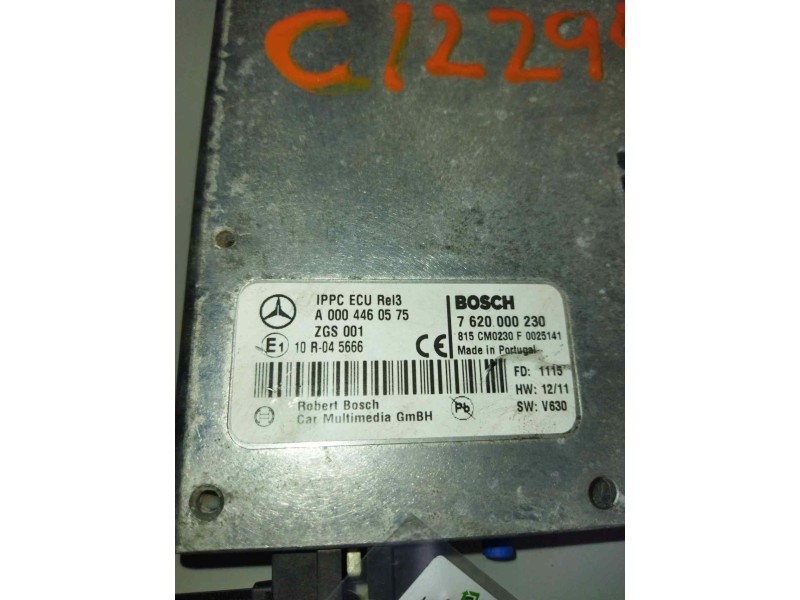 C12294
IPPC ECU Rel3
A 000 446 05 75
ZGS 001
E1 10 R-04 5666
CE
BOSCH
7 620 000 230
815 CM0230 F 0025141
Made in Portugal
FD: 1115
HW: 12/11
SW: V630
Robert Bosch
Car Multimedia GmBH
Pb